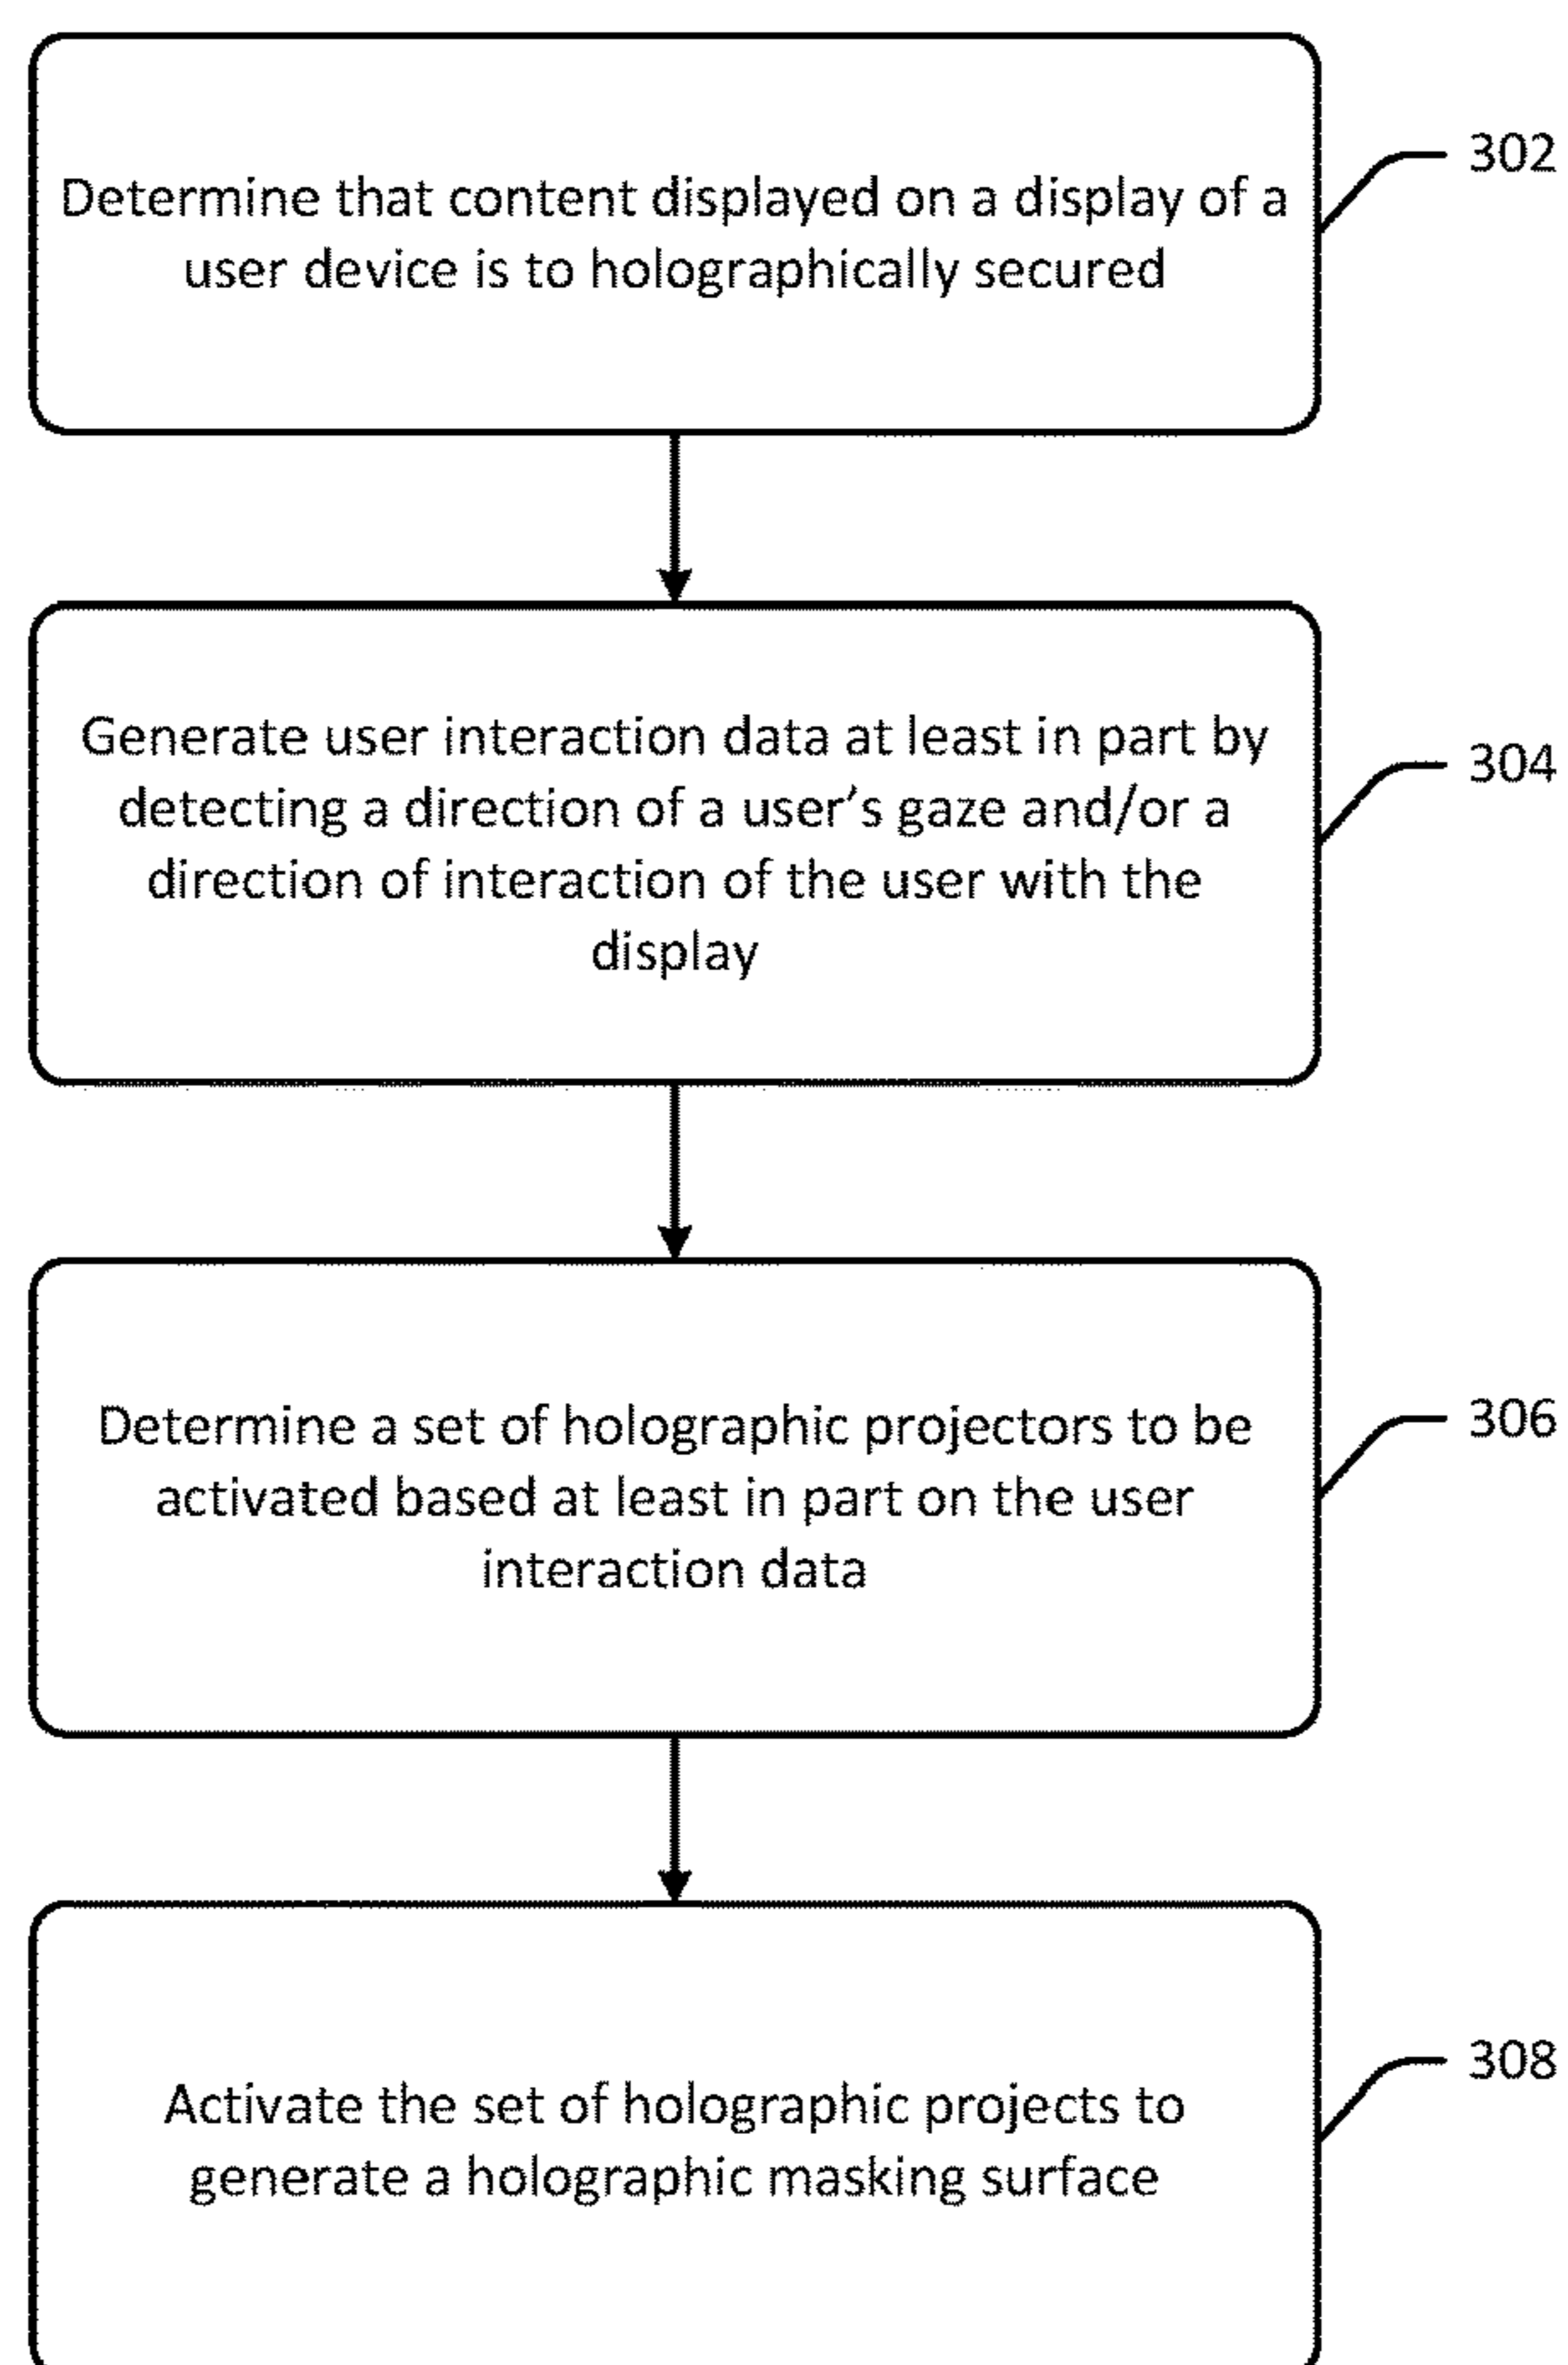 Determine that content displayed on a display of a
user device is to holographically secured
302
Generate user interaction data at least in part by
detecting a direction of a user's gaze and/or a
direction of interaction of the user with the
display
304
Determine a set of holographic projectors to be
activated based at least in part on the user
interaction data
306
Activate the set of holographic projects to
generate a holographic masking surface
308